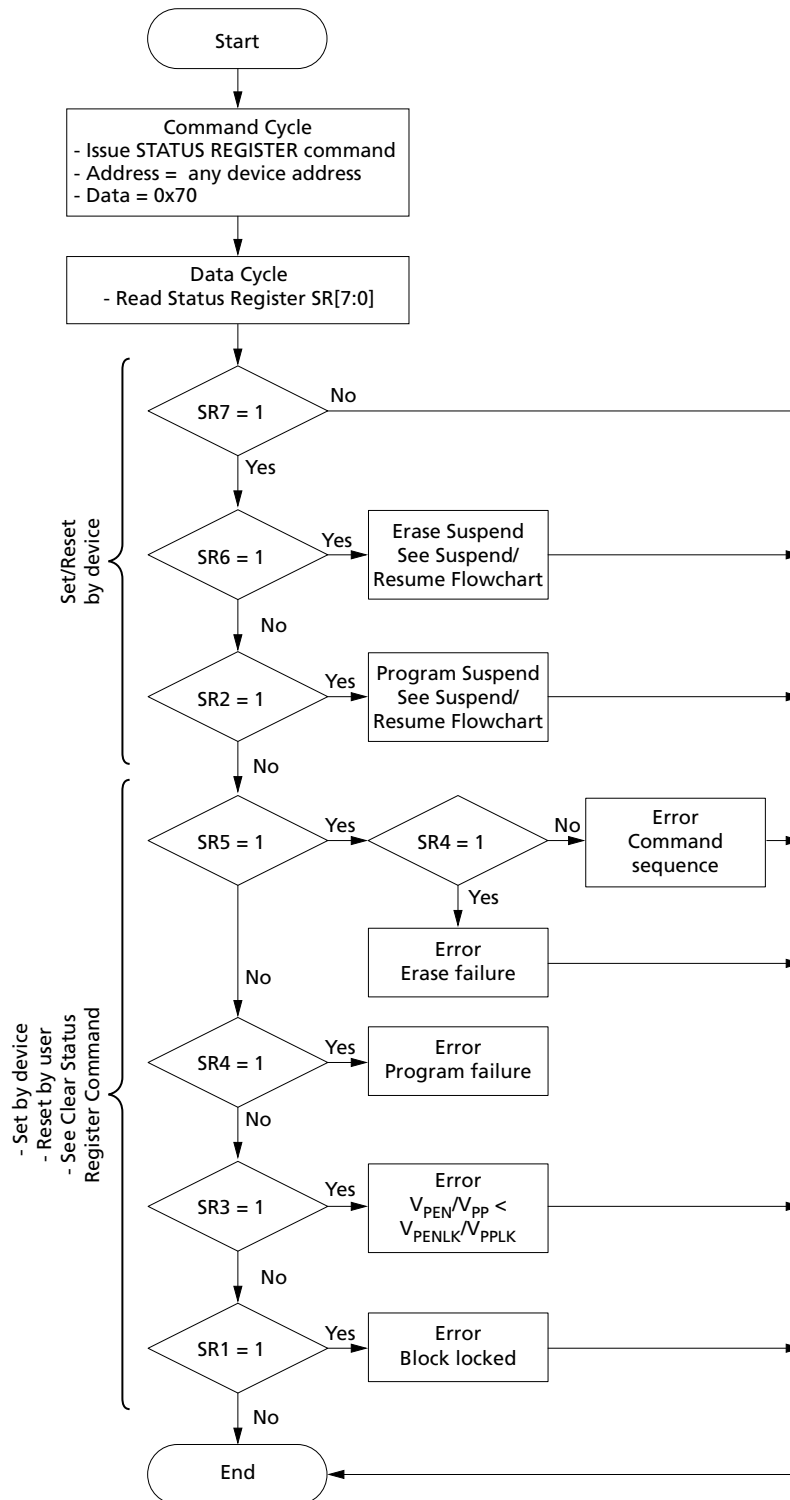 Start
Command Cycle
- Issue STATUS REGISTER command
- Address = any device address
- Data = 0x70
Data Cycle
- Read Status Register SR[7:0]
Set/Reset
by device
SR7 = 1
No
Yes
SR6 = 1
Yes
Erase Suspend
See Suspend/
Resume Flowchart
No
SR2 = 1
Yes
Program Suspend
See Suspend/
Resume Flowchart
No
- Set by device
- Reset by user
- See Clear Status
Register Command
SR5 = 1
Yes
SR4 = 1
No
Error
Command
sequence
Yes
Error
Erase failure
No
SR4 = 1
Yes
Error
Program failure
No
SR3 = 1
Yes
Error
VPEN/VPP <
VPENLK/VPPLK
No
SR1 = 1
Yes
Error
Block locked
No
End